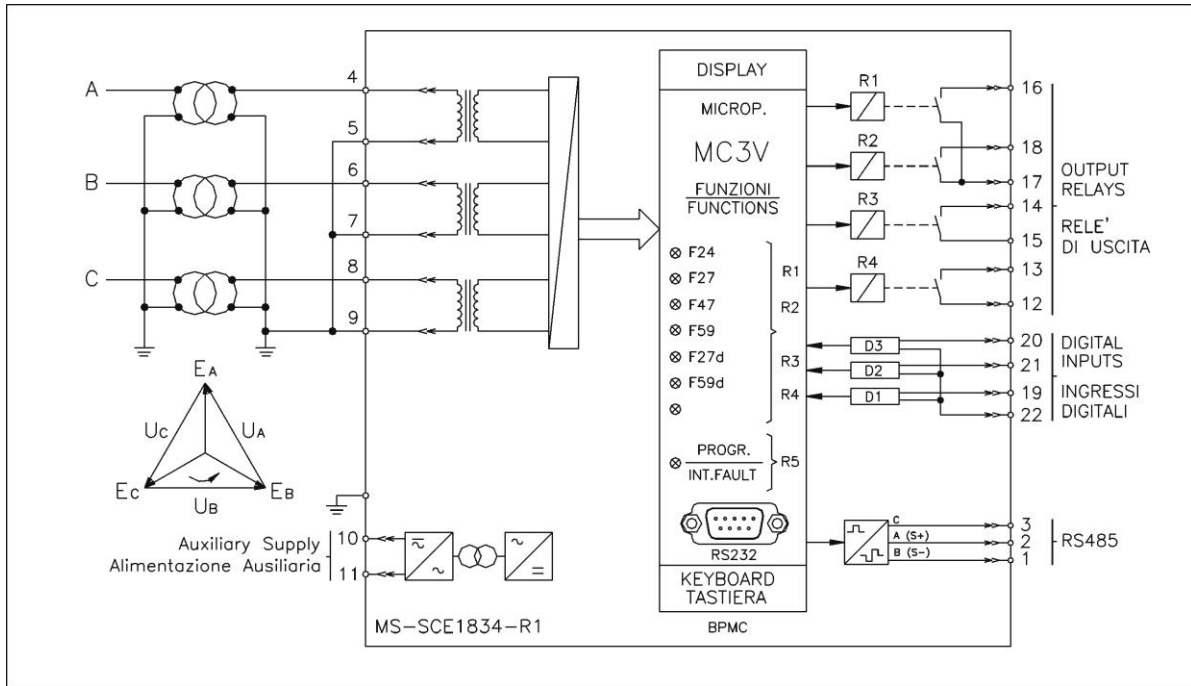 A
B
C
4
5
6
7
8
9
EA
UC
UA
EC
EB
UB
Auxiliary Supply
Alimentazione Ausiliaria
10
11
MS-SCE1834-R1
DISPLAY
MICROP.
MC3V
FUNZIONI
FUNCTIONS
F24
F27
F47
F59
F27d
F59d
R1
R2
R3
R4
PROGR.
INT.FAULT
R5
RS232
KEYBOARD
TASTIERA
BPMC
R1
R2
R3
R4
16
18
17
14
15
13
12
OUTPUT
RELAYS
RELE'
DI USCITA
D3
D2
D1
20
21
19
22
DIGITAL
INPUTS
INGRESSI
DIGITALI
C
A (S+)
B (S-)
3
2
1
RS485